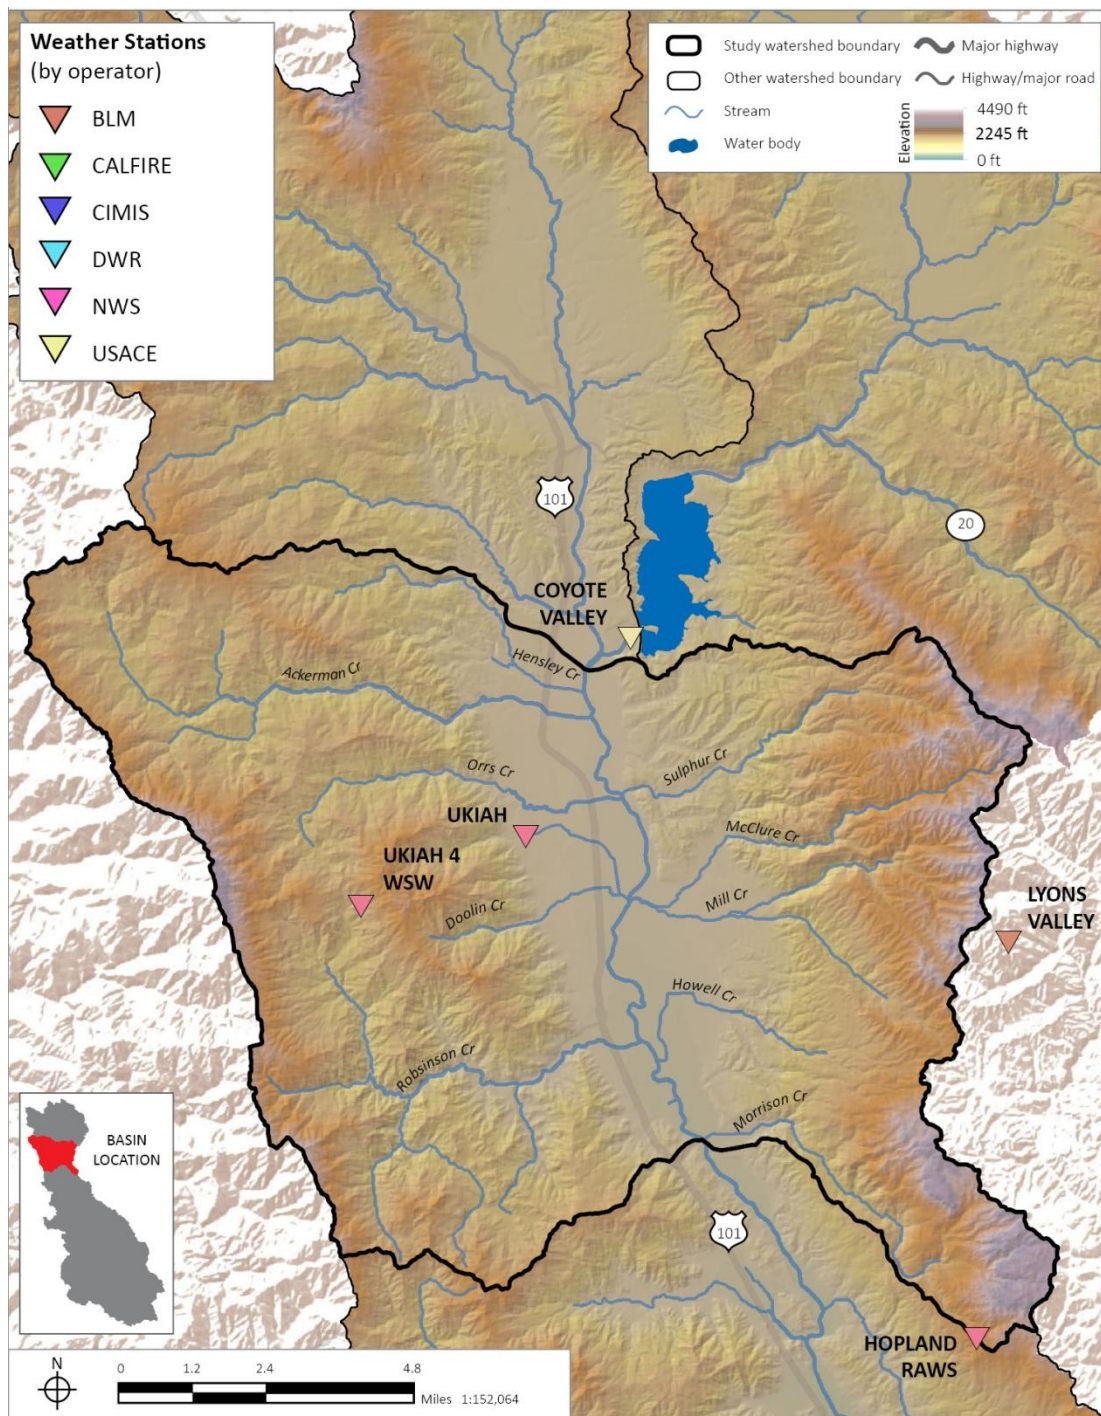 Weather Stations
(by operator)
BLM
CALFIRE
CIMIS
DWR
NWS
USACE
Study watershed boundary
Other watershed boundary
Stream
Water body
Major highway
Highway/major road
Elevation
4490 ft
2245 ft
0 ft
101
20
COYOTE
VALLEY
Hensley Cr
Ackerman Cr
Orrs Cr
Sulphur Cr
UKIAH
McClure Cr
UKIAH 4
WSW
Doolin Cr
Mill Cr
LYONS
VALLEY
Howell Cr
Robsinson Cr
Morrison Cr
BASIN
LOCATION
101
HOPLAND
RAWS
N
0 1.2 2.4 4.8
Miles 1:152,064